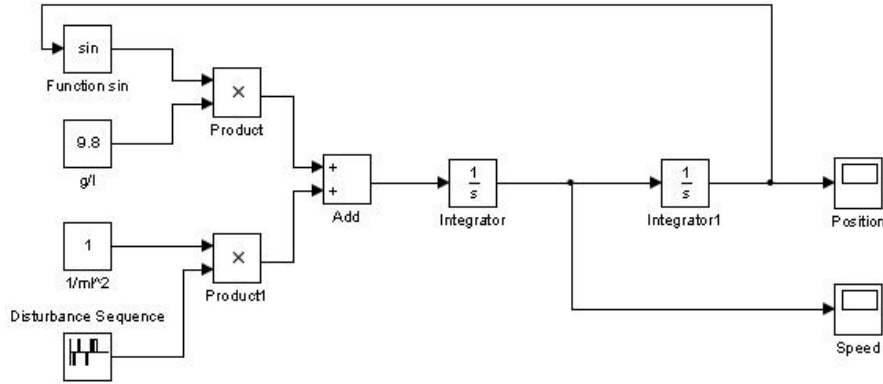 sin
Function sin
×
Product
9.8
g/l
+
+
Add
1
s
Integrator
1
s
Integrator1
Position
1
1/ml^2
×
Product1
Disturbance Sequence
Speed